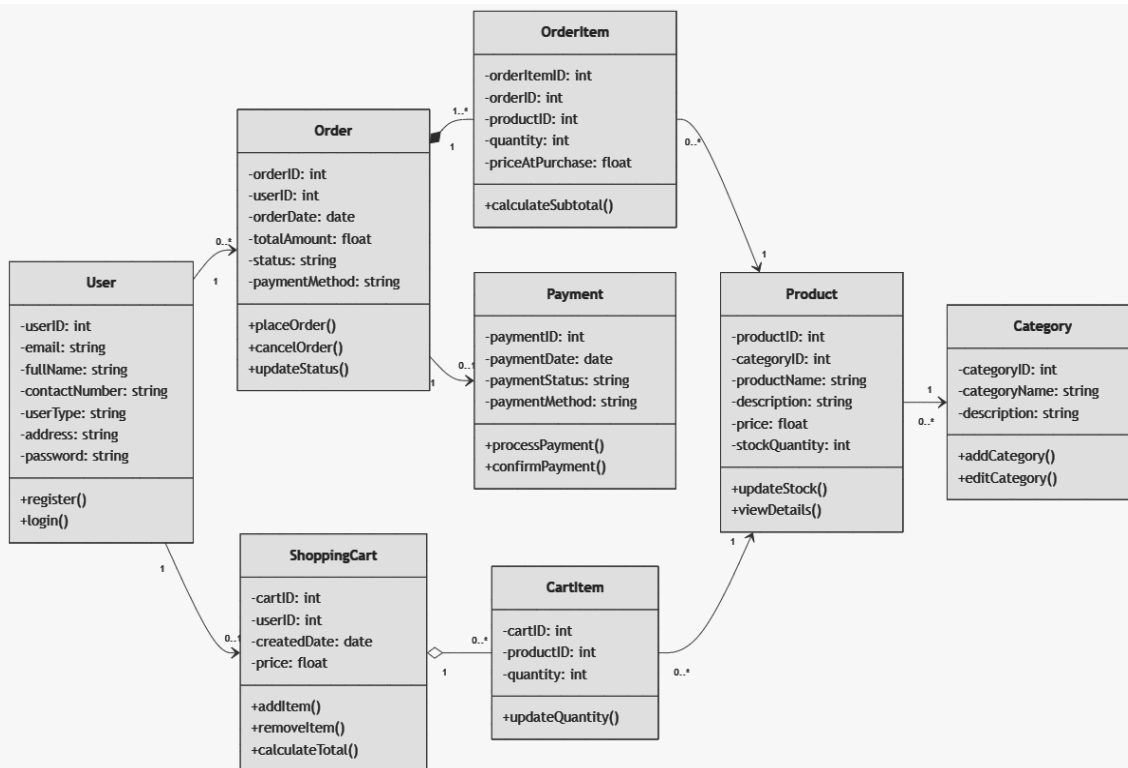 OrderItem
-orderItemID: int
-orderID: int
-productID: int
-quantity: int
-priceAtPurchase: float
+calculateSubtotal()
1..*
1
0..*
1
Order
-orderID: int
-userID: int
-orderDate: date
-totalAmount: float
-status: string
-paymentMethod: string
+placeOrder()
+cancelOrder()
+updateStatus()
0..*
1
1
0..1
User
-userID: int
-email: string
-fullName: string
-contactNumber: string
-userType: string
-address: string
-password: string
+register()
+login()
Payment
-paymentID: int
-paymentDate: date
-paymentStatus: string
-paymentMethod: string
+processPayment()
+confirmPayment()
Product
-productID: int
-categoryID: int
-productName: string
-description: string
-price: float
-stockQuantity: int
+updateStock()
+viewDetails()
1
0..*
Category
-categoryID: int
-categoryName: string
-description: string
+addCategory()
+editCategory()
1
0..1
ShoppingCart
-cartID: int
-userID: int
-createdDate: date
-price: float
+addItem()
+removeItem()
+calculateTotal()
0..*
1
CartItem
-cartID: int
-productID: int
-quantity: int
+updateQuantity()
1
0..*